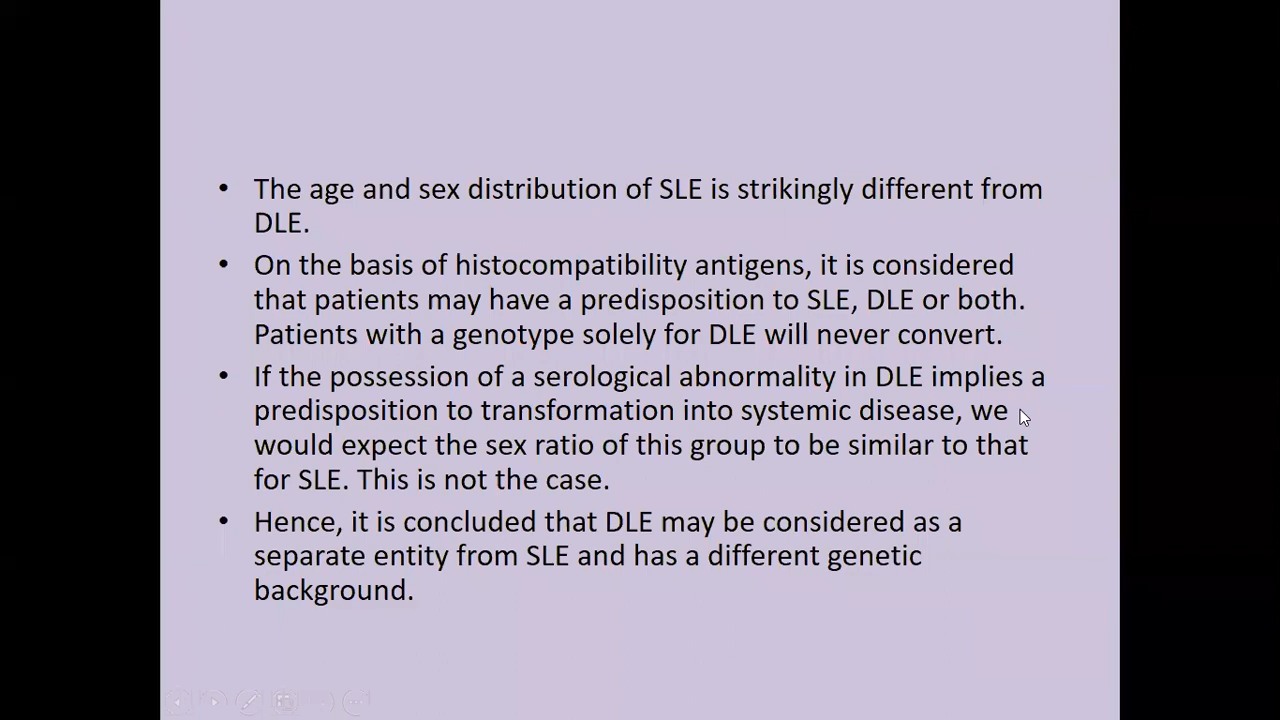 • The age and sex distribution of SLE is strikingly different from
DLE.
• On the basis of histocompatibility antigens, it is considered
that patients may have a predisposition to SLE, DLE or both.
Patients with a genotype solely for DLE will never convert.
• If the possession of a serological abnormality in DLE implies a
predisposition to transformation into systemic disease, we
would expect the sex ratio of this group to be similar to that
for SLE. This is not the case.
• Hence, it is concluded that DLE may be considered as a
separate entity from SLE and has a different genetic
background.